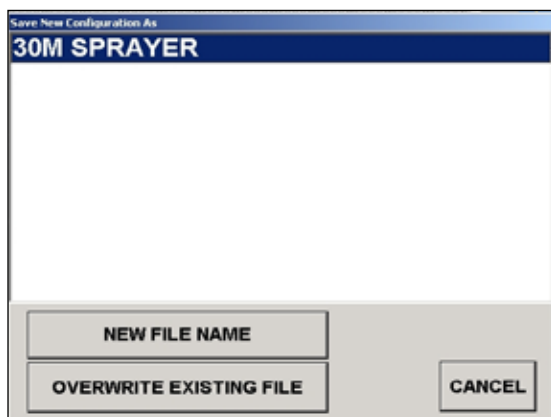 Save New Configuration As
30M SPRAYER
NEW FILE NAME
OVERWRITE EXISTING FILE
CANCEL